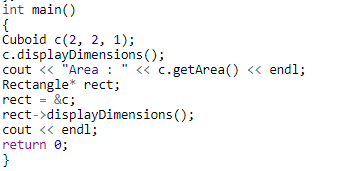 int main()
{
Cuboid c(2, 2, 1);
c.displayDimensions();
cout << "Area : " << c.getArea() << endl;
Rectangle* rect;
rect = &c;
rect->displayDimensions();
cout << endl;
return 0;
}